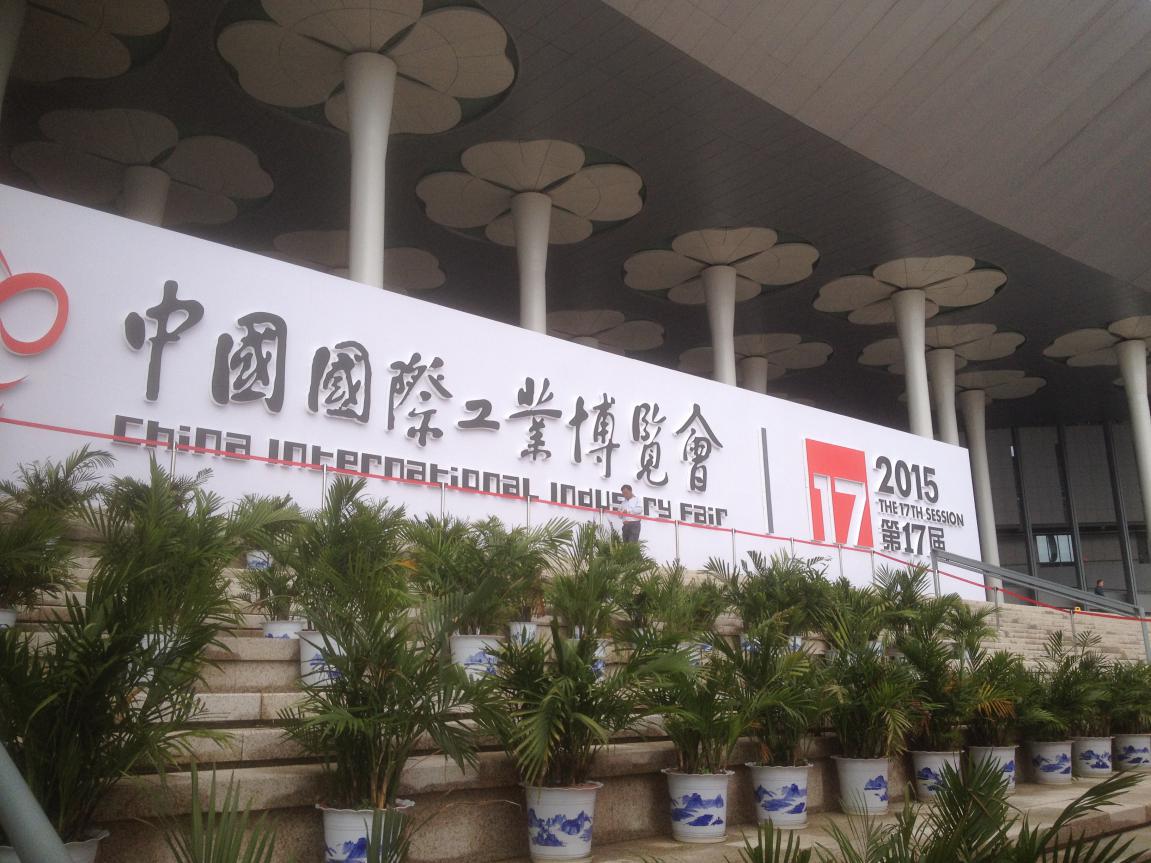 中國國際工業博覽會
China International Industry Fair
17
2015
THE 17TH SESSION
第17届